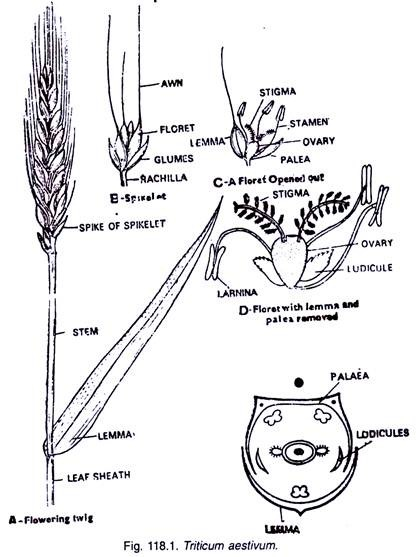 AWN
FLORET
GLUMES
RACHILLA
B-Spikelet
STIGMA
STAMEN
LEMMA
OVARY
PALEA
C-A Floret Opened out
STIGMA
OVARY
LUDICULE
LARNINA
D-Floret with lemma and
palea removed
SPIKE OF SPIKELET
STEM
LEMMA
LEAF SHEATH
A-Flowering twig
PALAEA
LODICULES
LEMMA
Fig. 118.1. Triticum aestivum.